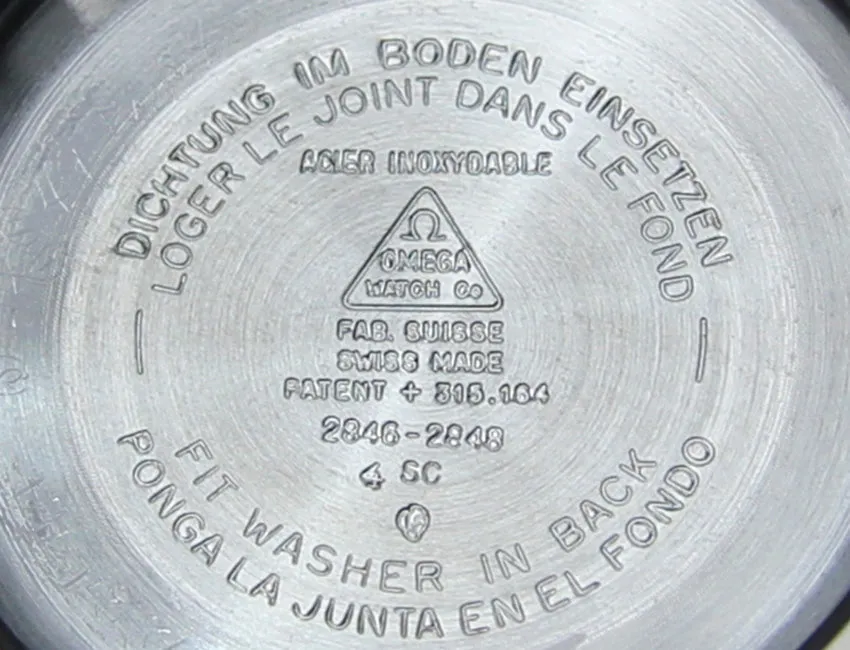 DICHTUNG IM BODEN EINSETZEN
LOGER LE JOINT DANS LE FOND
ACIER INOXYDABLE
Ω
OMEGA
WATCH Co
FAB. SUISSE
SWISS MADE
PATENT + 315.164
2846-2848
4 SC
FIT WASHER IN BACK
PONGA LA JUNTA EN EL FONDO